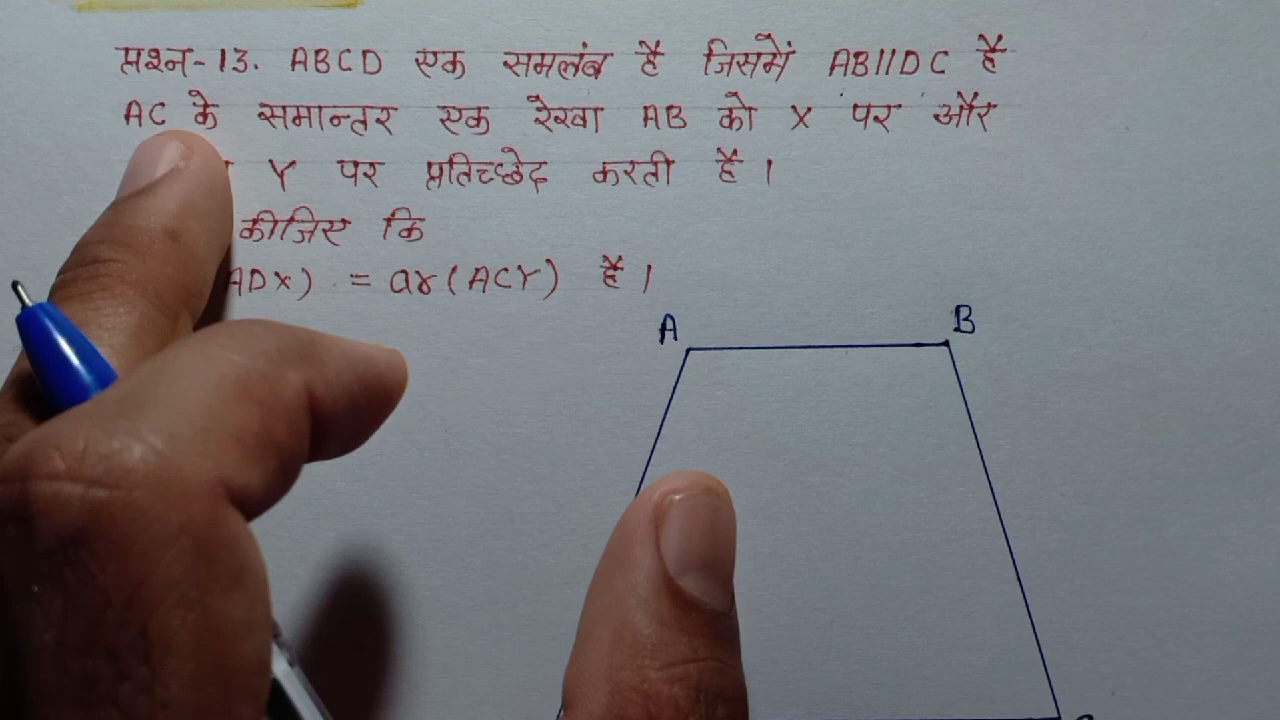 प्रश्न-13. ABCD एक समलंब है जिसमें AB||DC है
AC के समान्तर एक रेखा AB को X पर और
Y पर प्रतिच्छेद करती है ।
कीजिए कि
ADX) = ar(ACY) है ।
A
B